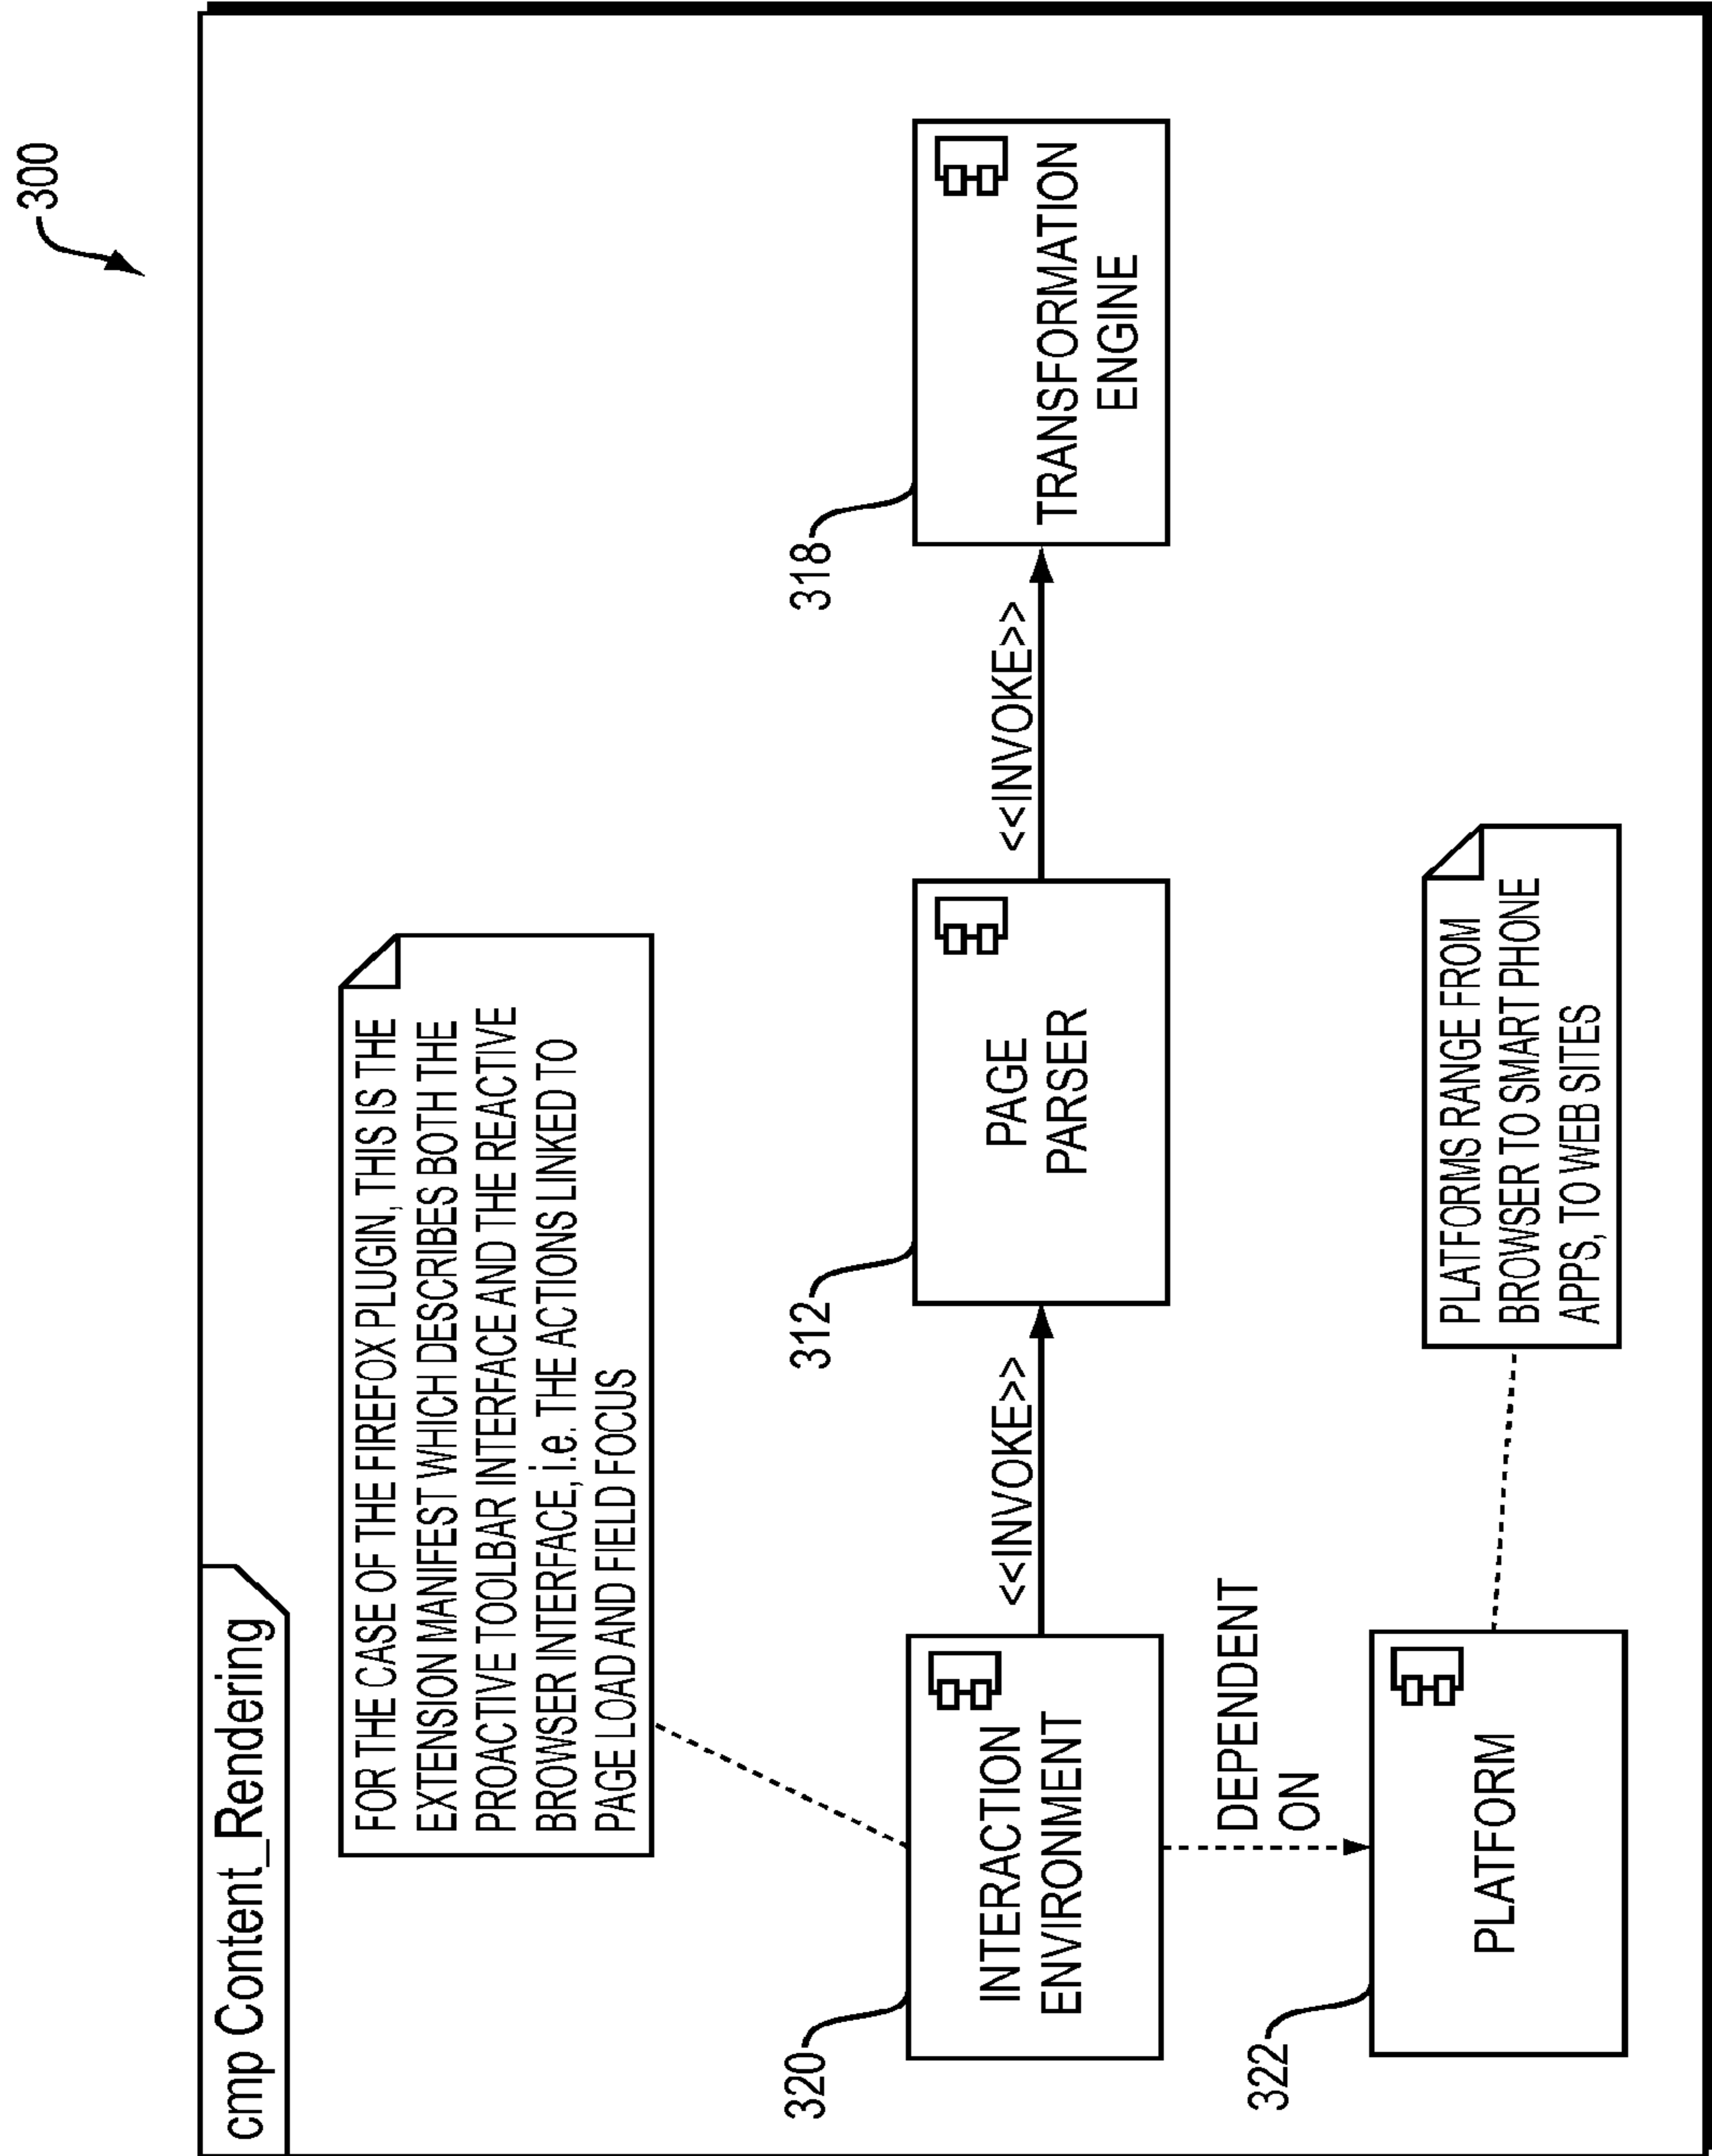 300
cmp Content_Rendering
FOR THE CASE OF THE FIREFOX PLUGIN, THIS IS THE
EXTENSION MANIFEST WHICH DESCRIBES BOTH THE
PROACTIVE TOOLBAR INTERFACE AND THE REACTIVE
BROWSER INTERFACE, i.e. THE ACTIONS LINKED TO
PAGE LOAD AND FIELD FOCUS
320
INTERACTION
ENVIRONMENT
<<INVOKE>>
312
PAGE
PARSER
<<INVOKE>>
318
TRANSFORMATION
ENGINE
DEPENDENT
ON
322
PLATFORM
PLATFORMS RANGE FROM
BROWSER TO SMART PHONE
APPS, TO WEB SITES